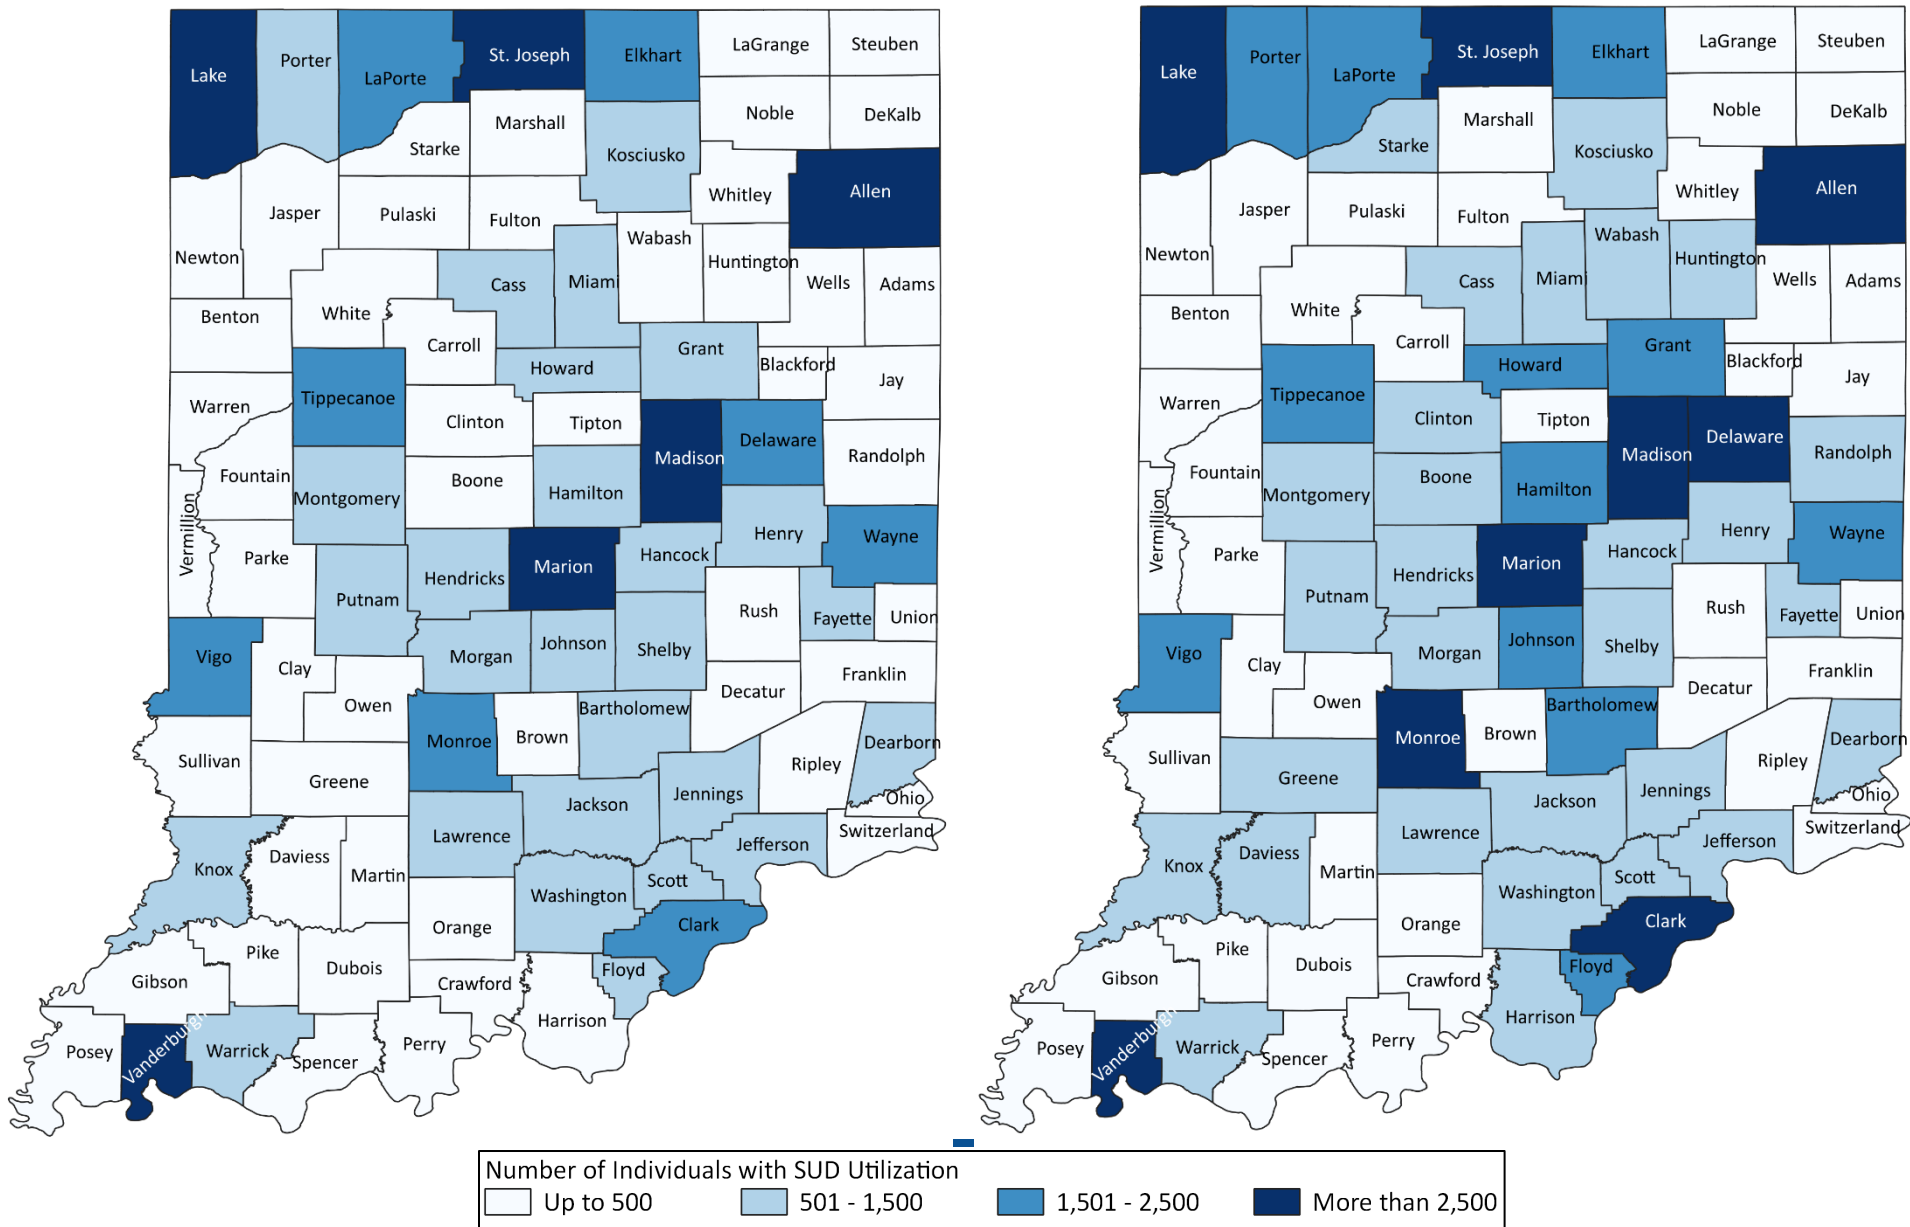 Lake
Porter
LaPorte
St. Joseph
Elkhart
LaGrange
Steuben
Noble
DeKalb
Marshall
Starke
Kosciusko
Whitley
Allen
Newton
Jasper
Pulaski
Fulton
Wabash
Huntington
Wells
Adams
Benton
White
Cass
Miami
Carroll
Howard
Grant
Blackford
Jay
Warren
Tippecanoe
Clinton
Tipton
Madison
Delaware
Randolph
Fountain
Montgomery
Boone
Hamilton
Vermillion
Parke
Putnam
Hendricks
Marion
Hancock
Henry
Wayne
Rush
Fayette
Union
Vigo
Clay
Owen
Morgan
Johnson
Shelby
Decatur
Franklin
Sullivan
Greene
Monroe
Brown
Bartholomew
Jennings
Ripley
Dearborn
Ohio
Switzerland
Knox
Daviess
Martin
Lawrence
Jackson
Washington
Scott
Jefferson
Clark
Orange
Gibson
Pike
Dubois
Crawford
Floyd
Harrison
Posey
Vanderburgh
Warrick
Spencer
Perry
Lake
Porter
LaPorte
St. Joseph
Elkhart
LaGrange
Steuben
Noble
DeKalb
Marshall
Starke
Kosciusko
Whitley
Allen
Newton
Jasper
Pulaski
Fulton
Wabash
Huntington
Wells
Adams
Benton
White
Cass
Miami
Carroll
Howard
Grant
Blackford
Jay
Warren
Tippecanoe
Clinton
Tipton
Madison
Delaware
Randolph
Fountain
Montgomery
Boone
Hamilton
Vermillion
Parke
Putnam
Hendricks
Marion
Hancock
Henry
Wayne
Rush
Fayette
Union
Vigo
Clay
Owen
Morgan
Johnson
Shelby
Decatur
Franklin
Sullivan
Greene
Monroe
Brown
Bartholomew
Jennings
Ripley
Dearborn
Ohio
Switzerland
Knox
Daviess
Martin
Lawrence
Jackson
Washington
Scott
Jefferson
Clark
Orange
Gibson
Pike
Dubois
Crawford
Floyd
Harrison
Posey
Vanderburgh
Warrick
Spencer
Perry
Number of Individuals with SUD Utilization
Up to 500 501 - 1,500 1,501 - 2,500 More than 2,500